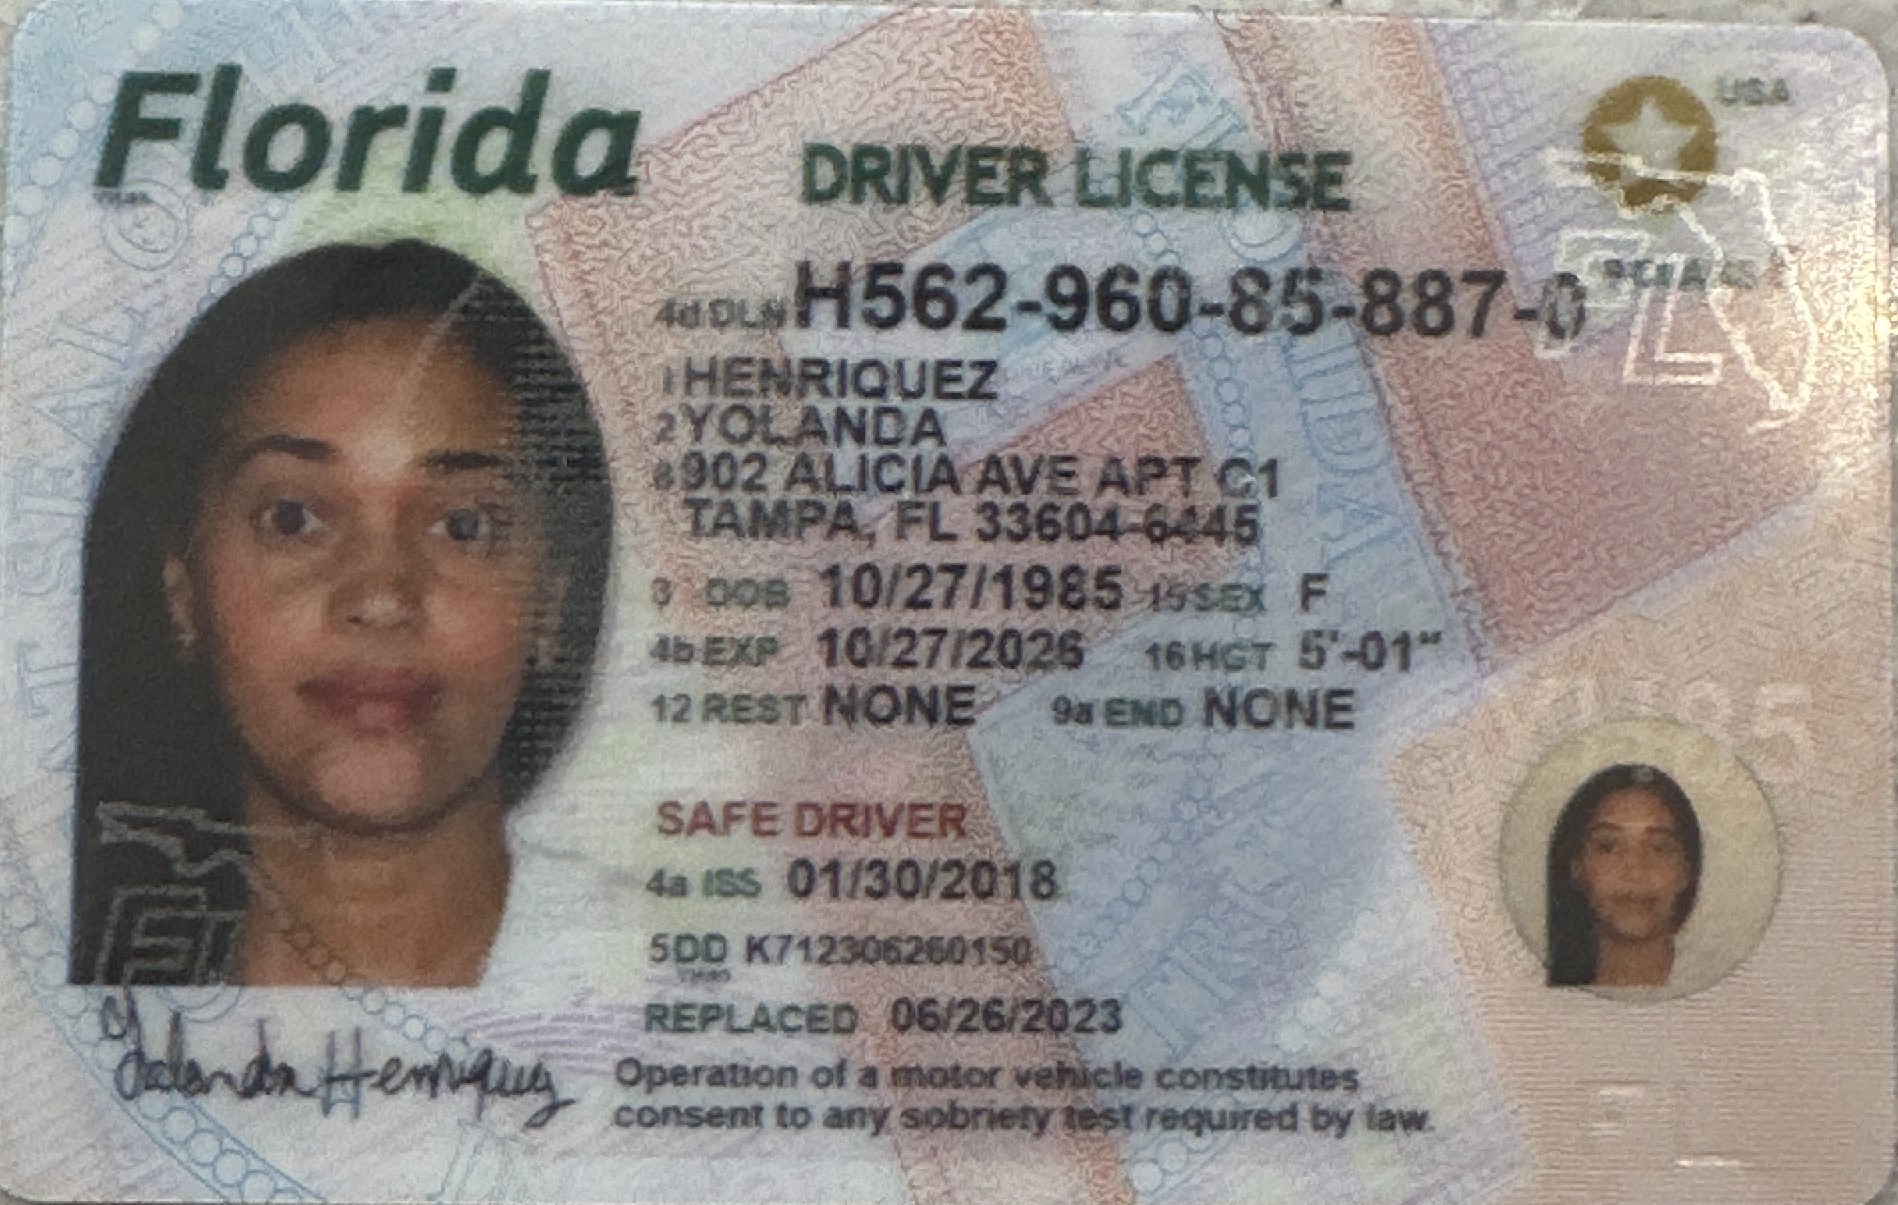 Florida
USA
DRIVER LICENSE
4d DLN H562-960-85-887-0
1 HENRIQUEZ
2 YOLANDA
8 902 ALICIA AVE APT C1
TAMPA, FL 33604-6445
3 DOB 10/27/1985 15 SEX F
4b EXP 10/27/2026 16 HGT 5'-01"
12 REST NONE 9a END NONE
SAFE DRIVER
4a ISS 01/30/2018
5 DD K712306260150
REPLACED 06/26/2023
Yolanda Henriquez
Operation of a motor vehicle constitutes
consent to any sobriety test required by law.